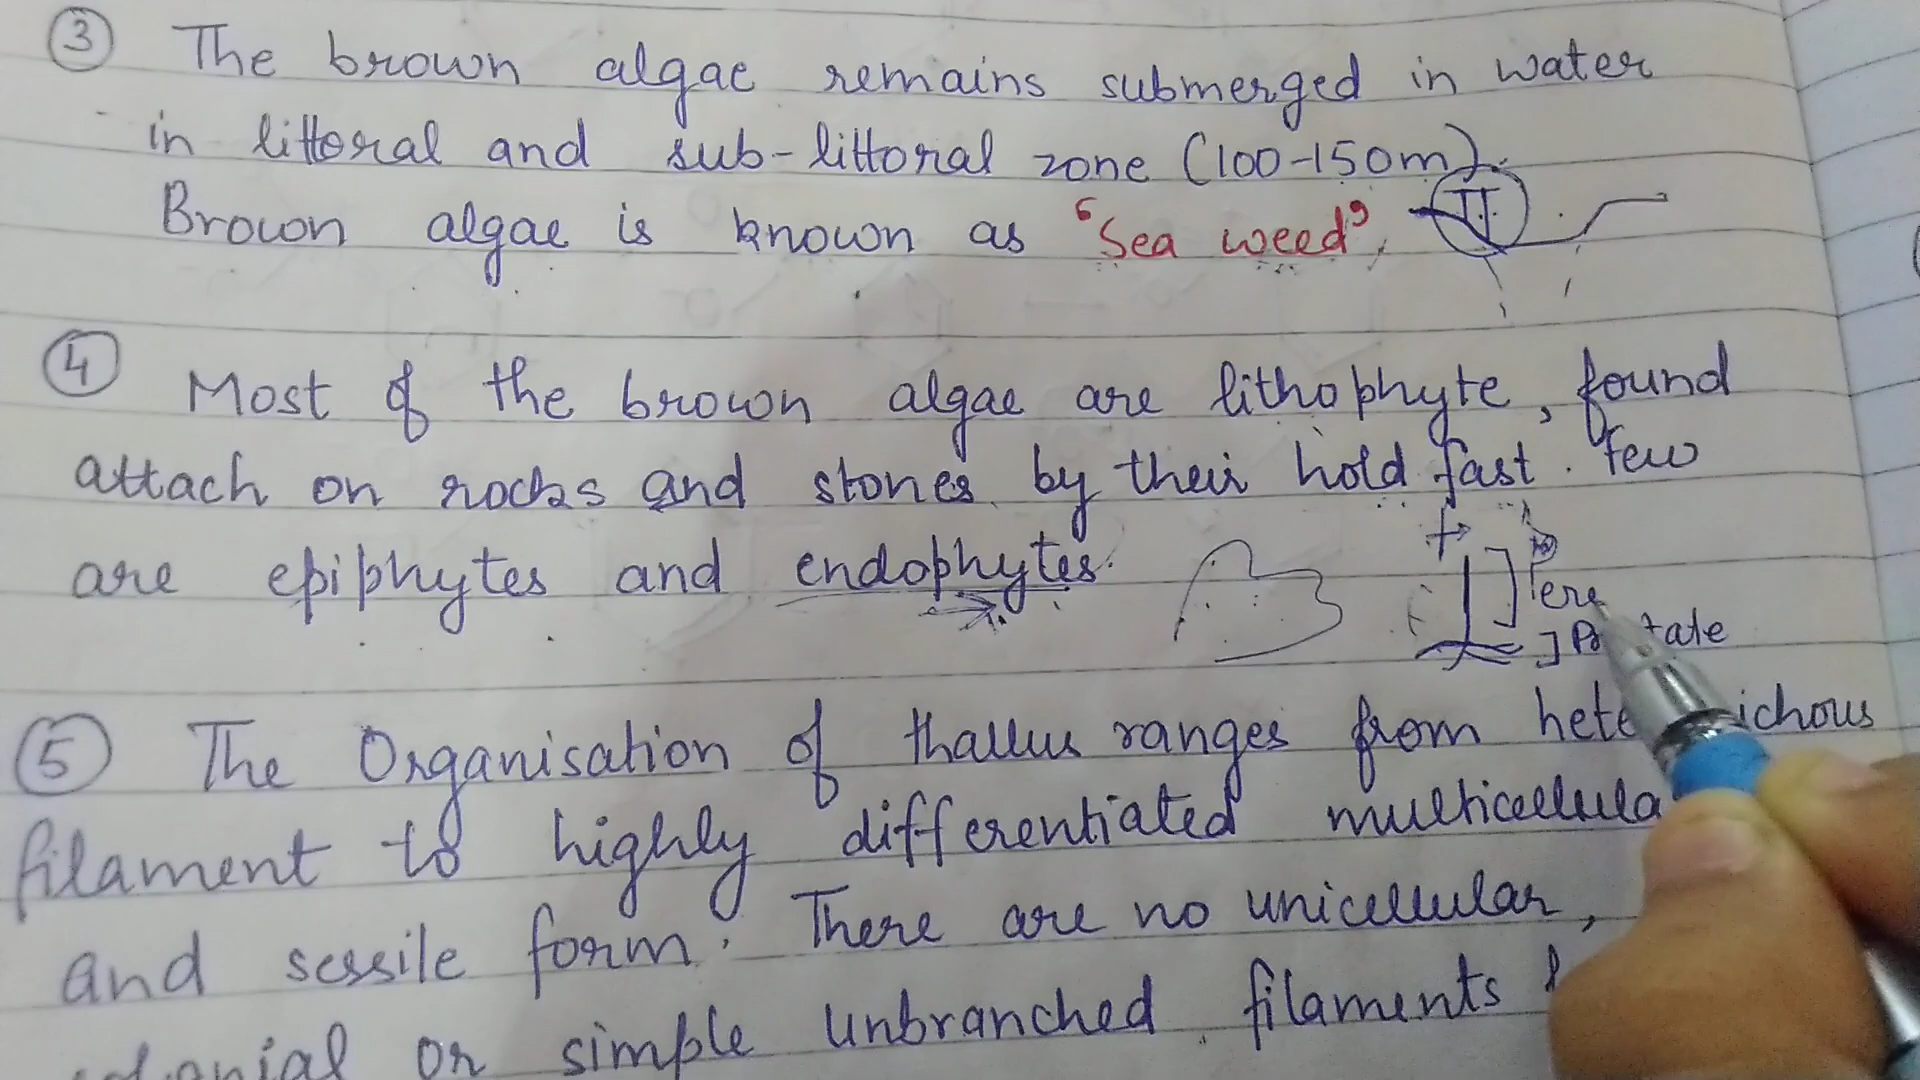 ③ The brown algae remains submerged in water
in littoral and sub-littoral zone (100-150m).
Brown algae is known as "Sea weed",
④ Most of the brown algae are lithophyte, found
attach on rocks and stones by their hold fast. Few
are epiphytes and endophytes.
⑤ The Organisation of thallus ranges from
filament to highly differentiated
and sessile form. There are no unicellular,
or simple unbranched filaments